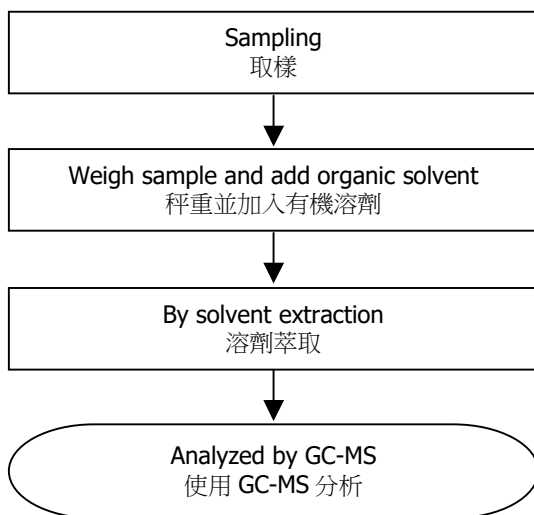 Sampling
取樣
Weigh sample and add organic solvent
秤重並加入有機溶劑
By solvent extraction
溶劑萃取
Analyzed by GC-MS
使用 GC-MS 分析